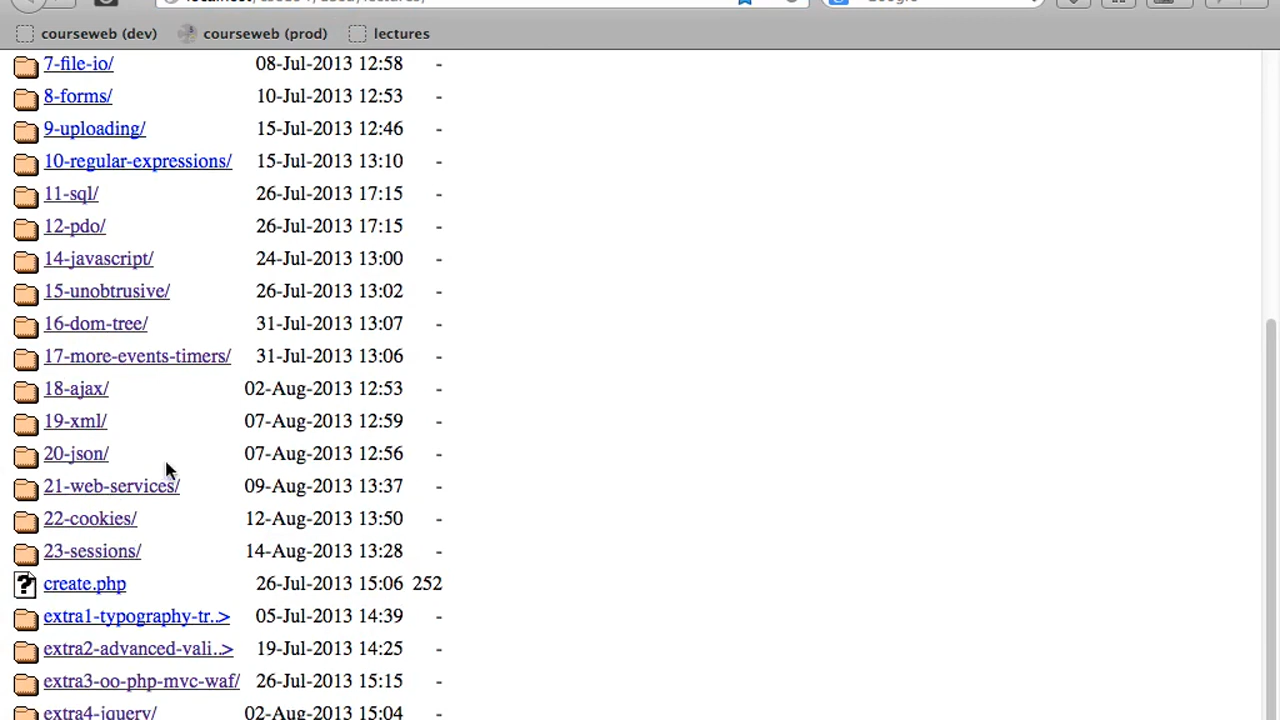 courseweb (dev) courseweb (prod) lectures
7-file-io/ 08-Jul-2013 12:58 -
8-forms/ 10-Jul-2013 12:53 -
9-uploading/ 15-Jul-2013 12:46 -
10-regular-expressions/ 15-Jul-2013 13:10 -
11-sql/ 26-Jul-2013 17:15 -
12-pdo/ 26-Jul-2013 17:15 -
14-javascript/ 24-Jul-2013 13:00 -
15-unobtrusive/ 26-Jul-2013 13:02 -
16-dom-tree/ 31-Jul-2013 13:07 -
17-more-events-timers/ 31-Jul-2013 13:06 -
18-ajax/ 02-Aug-2013 12:53 -
19-xml/ 07-Aug-2013 12:59 -
20-json/ 07-Aug-2013 12:56 -
21-web-services/ 09-Aug-2013 13:37 -
22-cookies/ 12-Aug-2013 13:50 -
23-sessions/ 14-Aug-2013 13:28 -
create.php 26-Jul-2013 15:06 252
extra1-typography-tr..> 05-Jul-2013 14:39 -
extra2-advanced-vali..> 19-Jul-2013 14:25 -
extra3-oo-php-mvc-waf/ 26-Jul-2013 15:15 -
extra4-jquery/ 02-Aug-2013 15:04 -